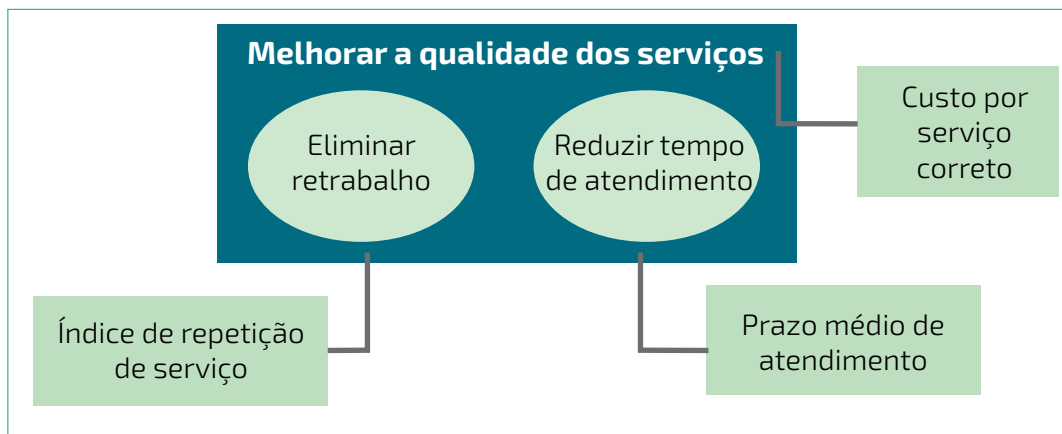 Melhorar a qualidade dos serviços
Eliminar
retrabalho
Reduzir tempo
de atendimento
Custo por
serviço
correto
Índice de repetição
de serviço
Prazo médio de
atendimento